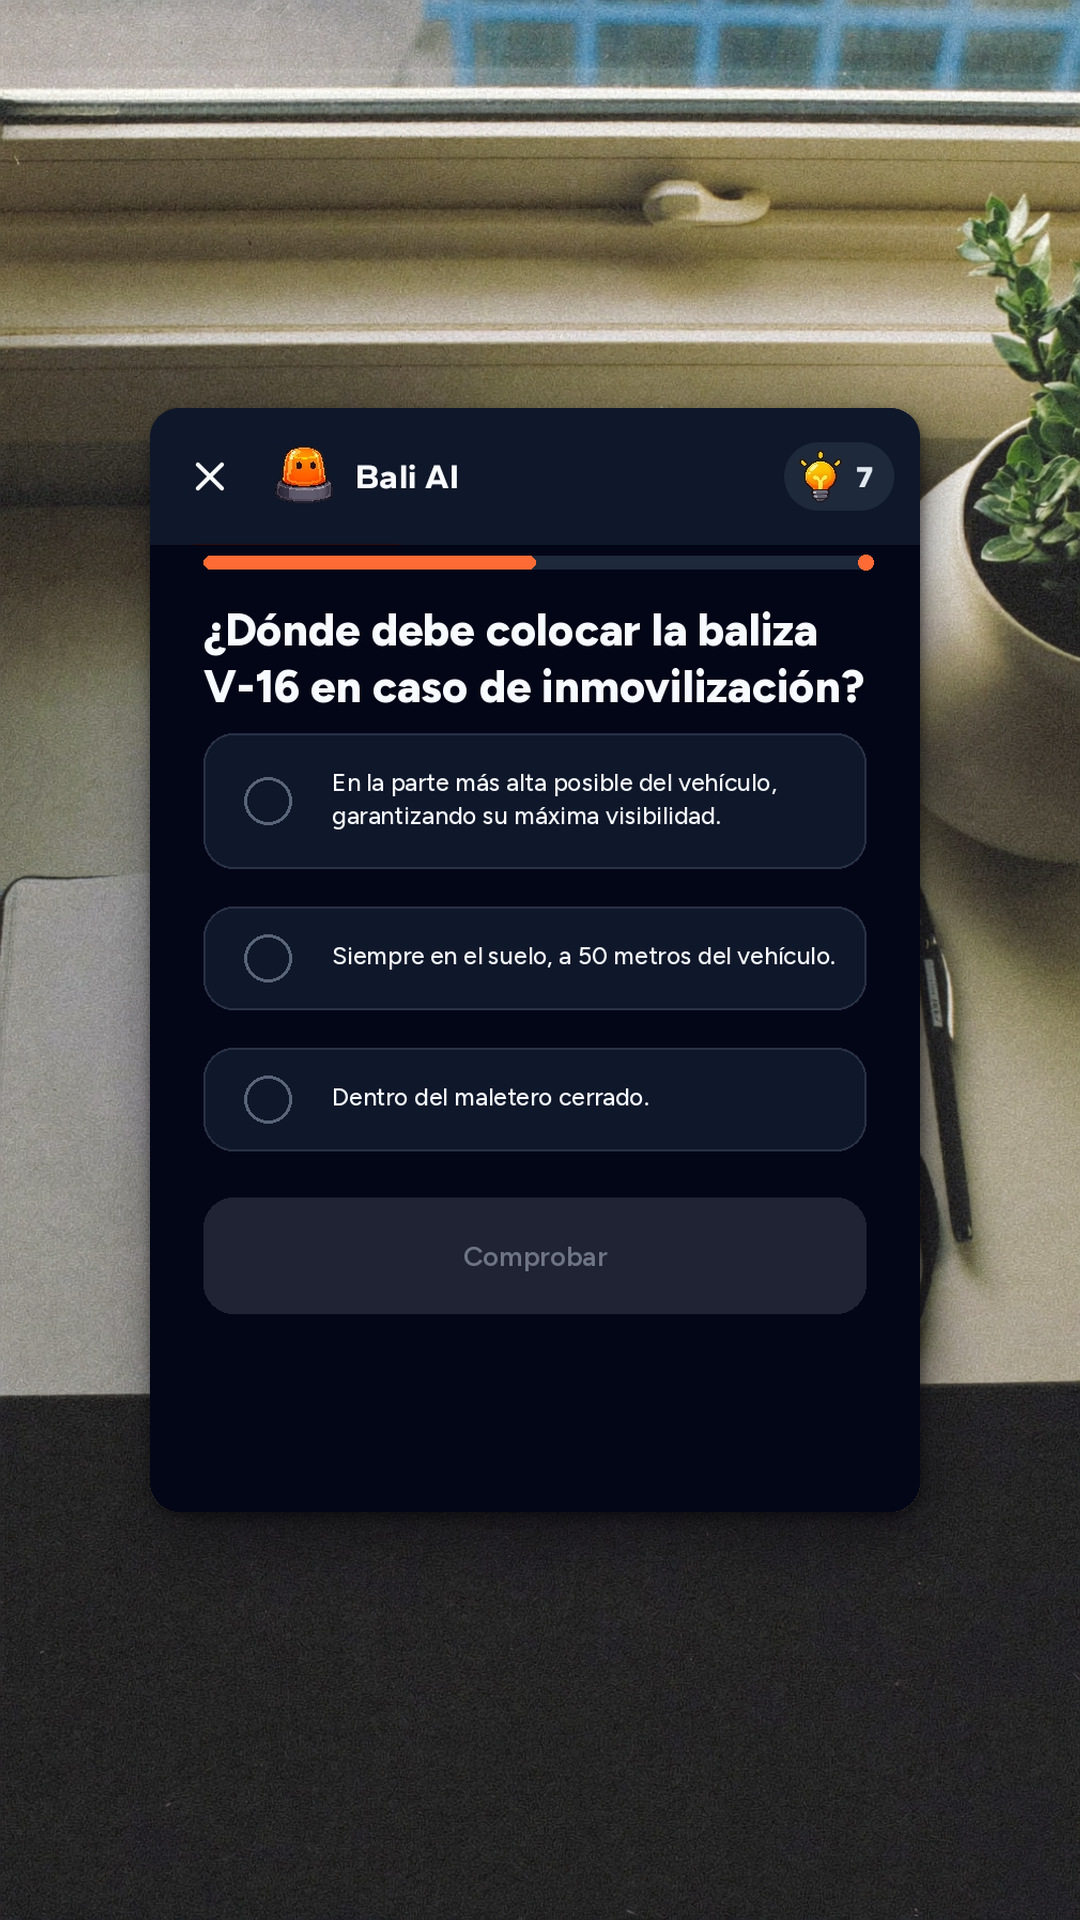 Bali AI
7
¿Dónde debe colocar la baliza
V-16 en caso de inmovilización?
En la parte más alta posible del vehículo,
garantizando su máxima visibilidad.
Siempre en el suelo, a 50 metros del vehículo.
Dentro del maletero cerrado.
Comprobar